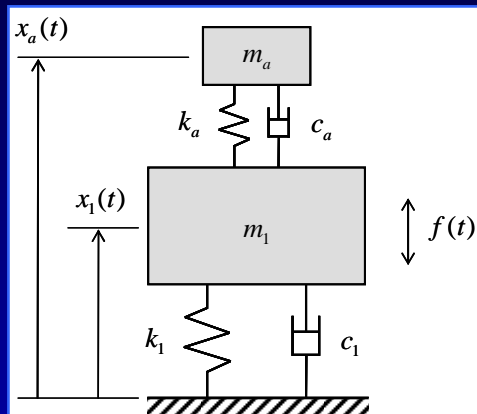 x_a(t)
m_a
k_a
c_a
x_1(t)
m_1
f(t)
k_1
c_1